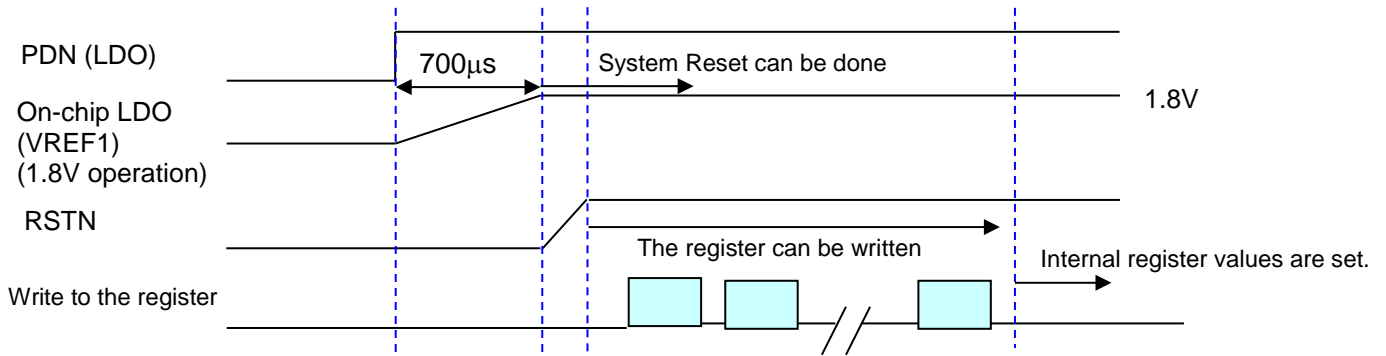 PDN (LDO)
700μs
System Reset can be done
On-chip LDO
(VREF1)
(1.8V operation)
1.8V
RSTN
The register can be written
Internal register values are set.
Write to the register